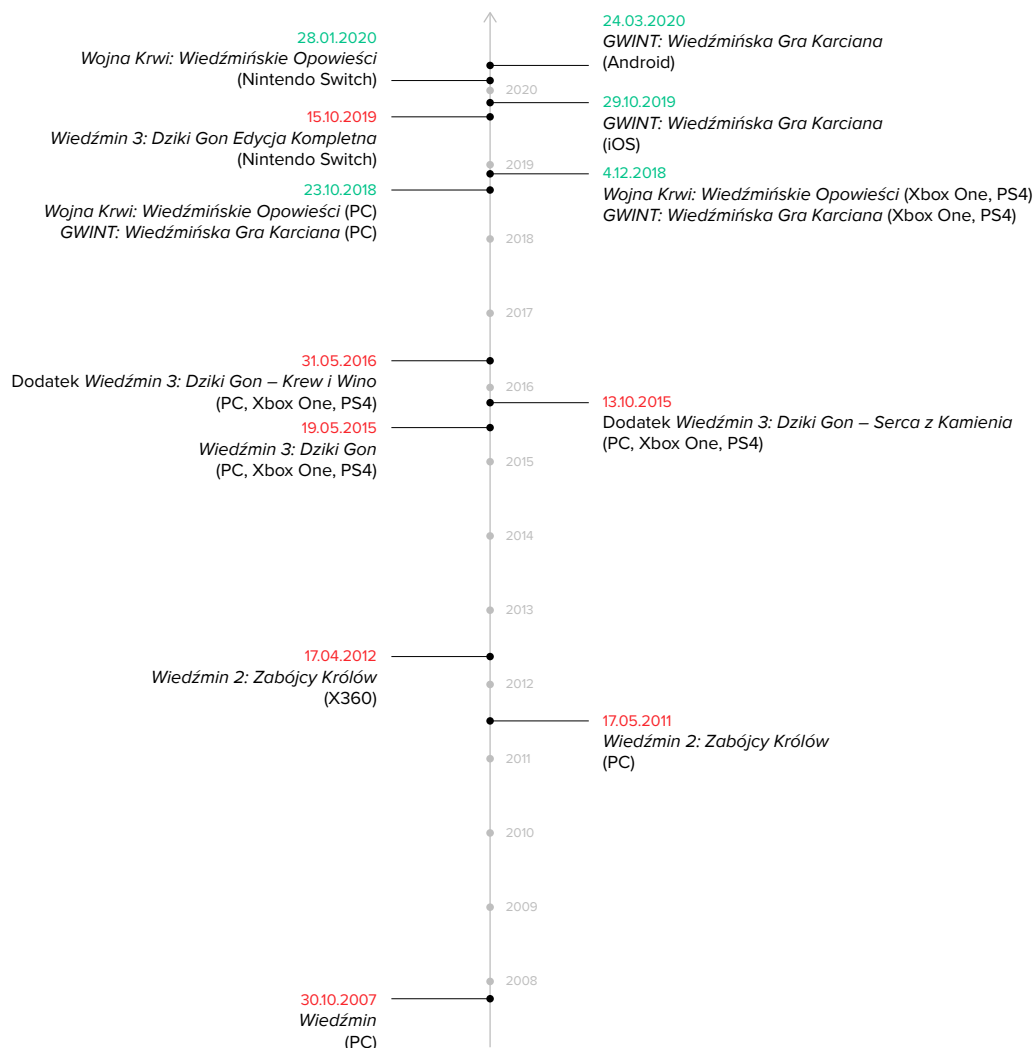 24.03.2020
GWINT: Wiedźmińska Gra Karciana
(Android)
28.01.2020
Wojna Krwi: Wiedźmińskie Opowieści
(Nintendo Switch)
2020
29.10.2019
GWINT: Wiedźmińska Gra Karciana
(iOS)
15.10.2019
Wiedźmin 3: Dziki Gon Edycja Kompletna
(Nintendo Switch)
2019
4.12.2018
Wojna Krwi: Wiedźmińskie Opowieści (Xbox One, PS4)
GWINT: Wiedźmińska Gra Karciana (Xbox One, PS4)
23.10.2018
Wojna Krwi: Wiedźmińskie Opowieści (PC)
GWINT: Wiedźmińska Gra Karciana (PC)
2018
2017
31.05.2016
Dodatek Wiedźmin 3: Dziki Gon – Krew i Wino
(PC, Xbox One, PS4)
2016
13.10.2015
Dodatek Wiedźmin 3: Dziki Gon – Serca z Kamienia
(PC, Xbox One, PS4)
19.05.2015
Wiedźmin 3: Dziki Gon
(PC, Xbox One, PS4)
2015
2014
2013
17.04.2012
Wiedźmin 2: Zabójcy Królów
(X360)
2012
17.05.2011
Wiedźmin 2: Zabójcy Królów
(PC)
2011
2010
2009
2008
30.10.2007
Wiedźmin
(PC)